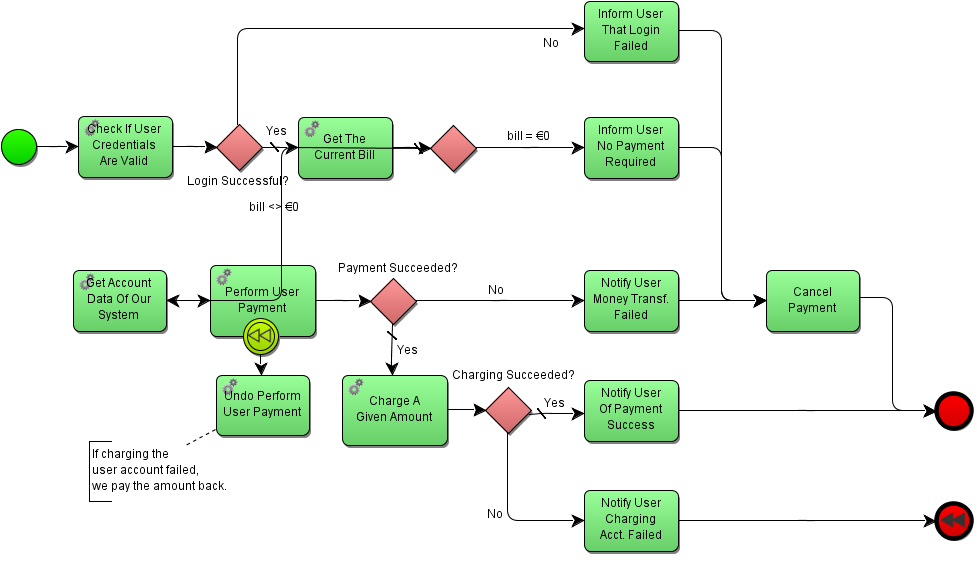 Inform User
That Login
Failed
No
Check If User
Credentials
Are Valid
Yes
Login Successful?
Get The
Current Bill
bill = €0
Inform User
No Payment
Required
bill <> €0
Get Account
Data Of Our
System
Perform User
Payment
Payment Succeeded?
No
Notify User
Money Transf.
Failed
Cancel
Payment
Yes
Undo Perform
User Payment
Charge A
Given Amount
Charging Succeeded?
Yes
Notify User
Of Payment
Success
If charging the
user account failed,
we pay the amount back.
No
Notify User
Charging
Acct. Failed